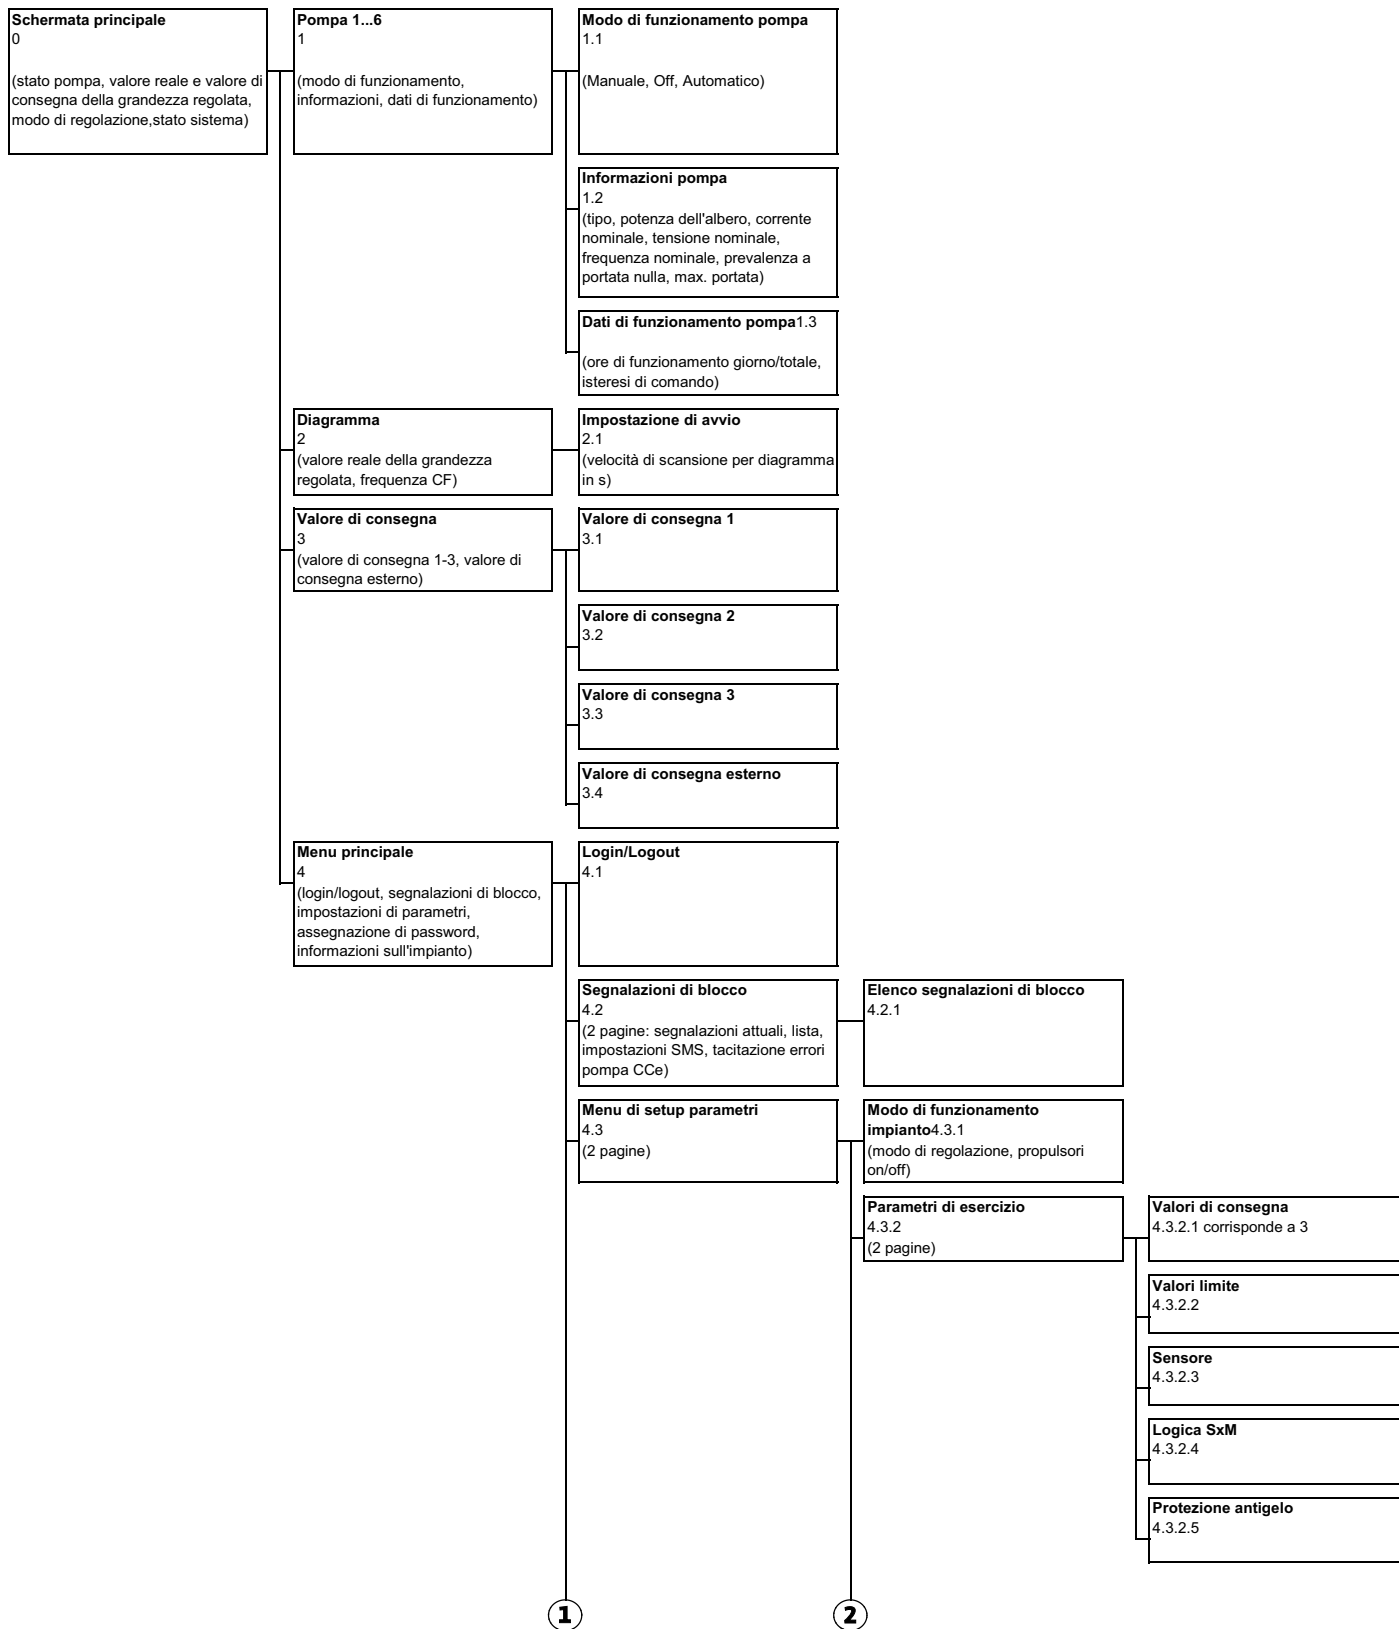 Schermata principale
0
(stato pompa, valore reale e valore di
consegna della grandezza regolata,
modo di regolazione,stato sistema)
Pompa 1...6
1
(modo di funzionamento,
informazioni, dati di funzionamento)
Modo di funzionamento pompa
1.1
(Manuale, Off, Automatico)
Informazioni pompa
1.2
(tipo, potenza dell'albero, corrente
nominale, tensione nominale,
frequenza nominale, prevalenza a
portata nulla, max. portata)
Dati di funzionamento pompa1.3
(ore di funzionamento giorno/totale,
isteresi di comando)
Diagramma
2
(valore reale della grandezza
regolata, frequenza CF)
Impostazione di avvio
2.1
(velocità di scansione per diagramma
in s)
Valore di consegna
3
(valore di consegna 1-3, valore di
consegna esterno)
Valore di consegna 1
3.1
Valore di consegna 2
3.2
Valore di consegna 3
3.3
Valore di consegna esterno
3.4
Menu principale
4
(login/logout, segnalazioni di blocco,
impostazioni di parametri,
assegnazione di password,
informazioni sull'impianto)
Login/Logout
4.1
Segnalazioni di blocco
4.2
(2 pagine: segnalazioni attuali, lista,
impostazioni SMS, tacitazione errori
pompa CCe)
Elenco segnalazioni di blocco
4.2.1
Menu di setup parametri
4.3
(2 pagine)
Modo di funzionamento
impianto4.3.1
(modo di regolazione, propulsori
on/off)
Parametri di esercizio
4.3.2
(2 pagine)
Valori di consegna
4.3.2.1 corrisponde a 3
Valori limite
4.3.2.2
Sensore
4.3.2.3
Logica SxM
4.3.2.4
Protezione antigelo
4.3.2.5
1
2